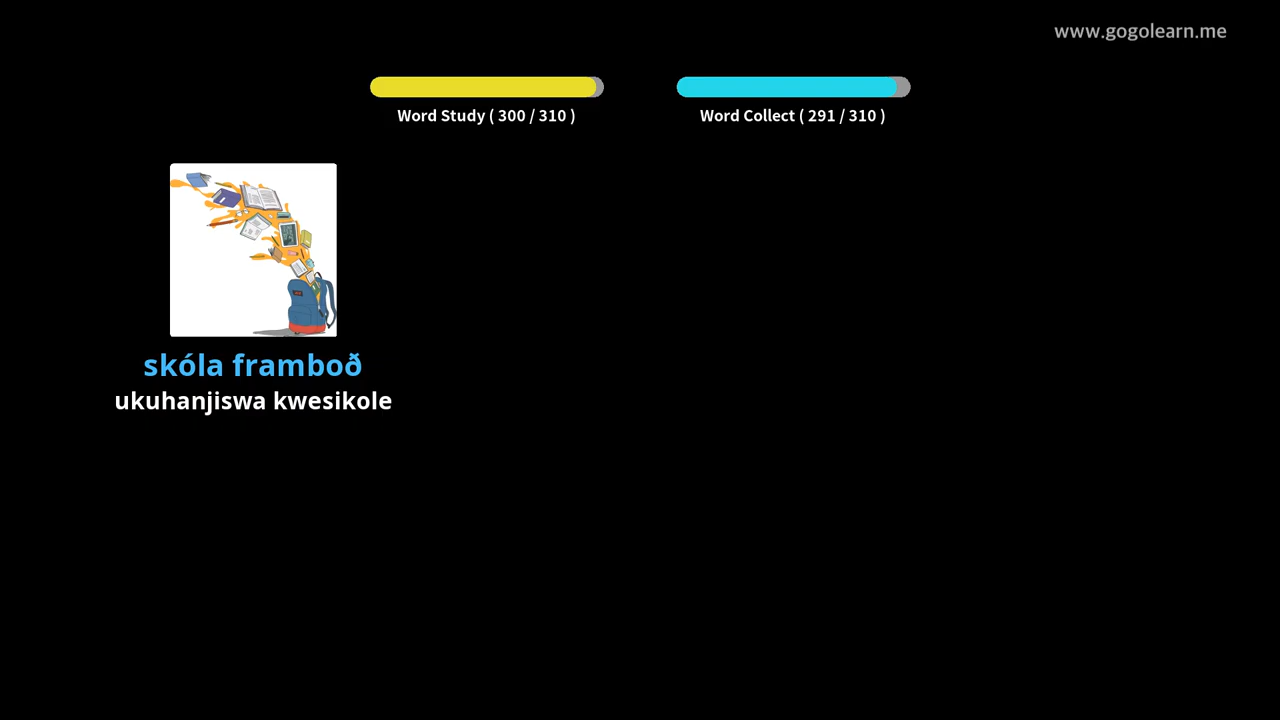 www.gogolearn.me
Word Study ( 300 / 310 )
Word Collect ( 291 / 310 )
skóla framboð
ukuhanjiswa kwesikole